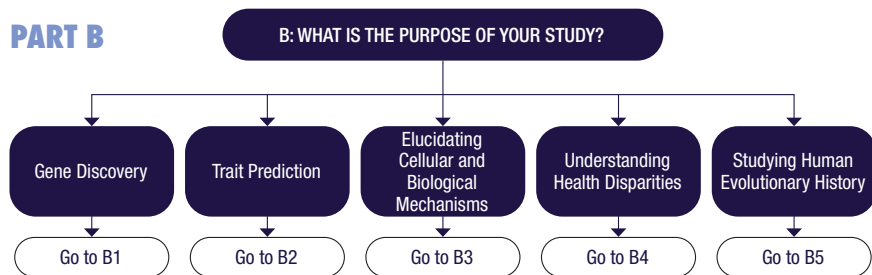 PART B
B: WHAT IS THE PURPOSE OF YOUR STUDY?
Gene Discovery
Trait Prediction
Elucidating
Cellular and
Biological
Mechanisms
Understanding
Health Disparities
Studying Human
Evolutionary History
Go to B1
Go to B2
Go to B3
Go to B4
Go to B5